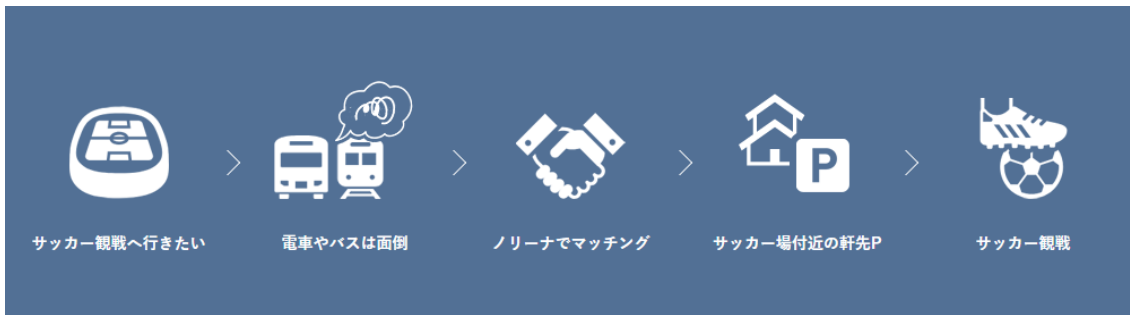 P
サッカー観戦へ行きたい
電車やバスは面倒
ノリーナでマッチング
サッカー場付近の軒先P
サッカー観戦